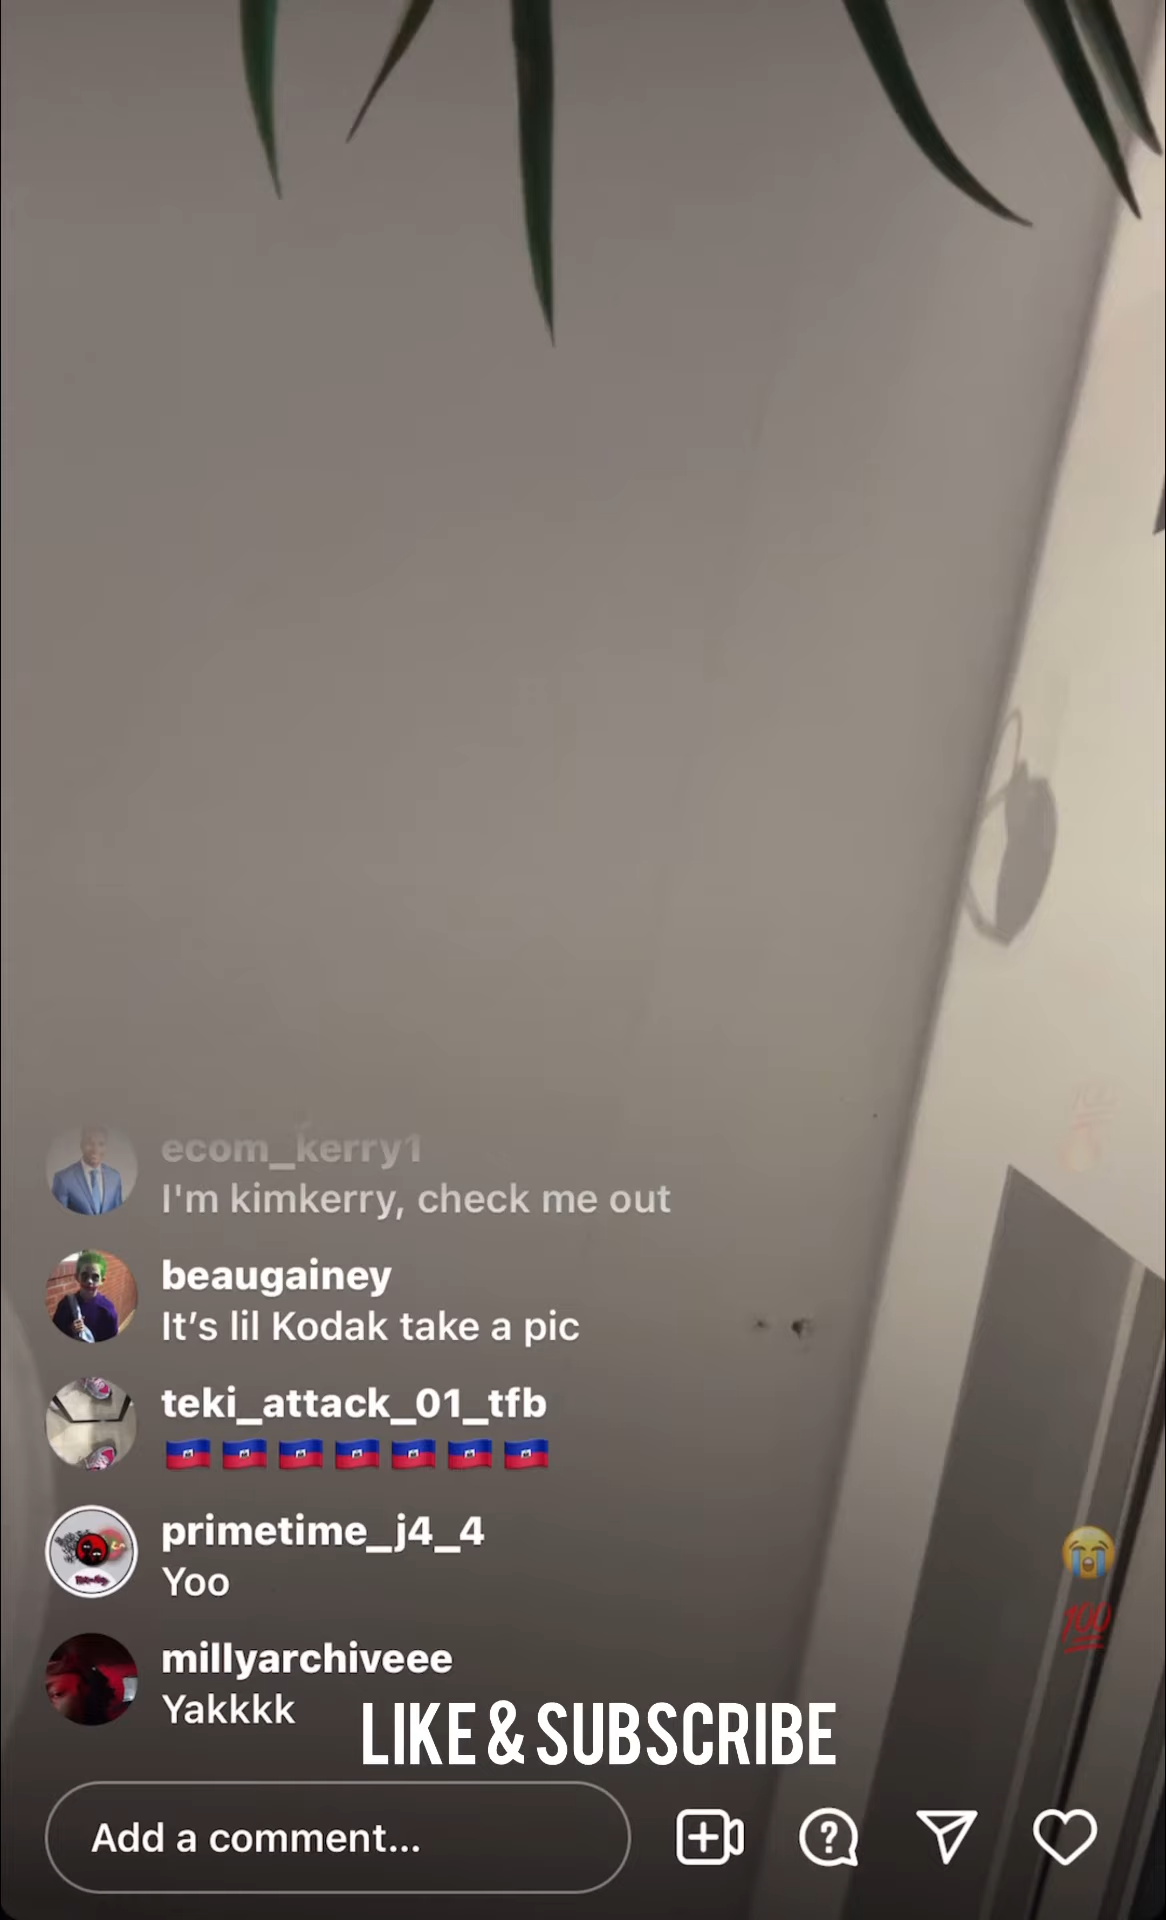 ecom_kerry1
I'm kimkerry, check me out
beaugainey
It’s lil Kodak take a pic
teki_attack_01_tfb
🇭🇹🇭🇹🇭🇹🇭🇹🇭🇹🇭🇹🇭🇹
primetime_j4_4
Yoo
millyarchiveee
Yakkkk
LIKE & SUBSCRIBE
Add a comment...